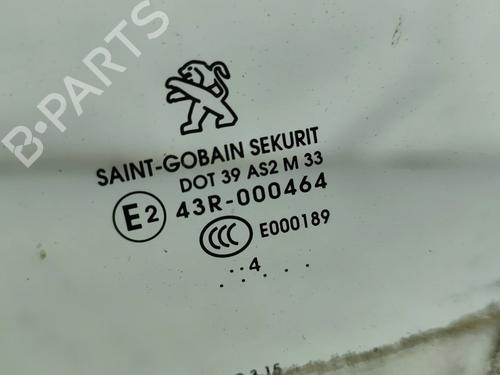 B-PARTS
SAINT-GOBAIN SEKURIT
DOT 39 AS2 M 33
E2 43R-000464
CCC E000189
..4
.. . . . .